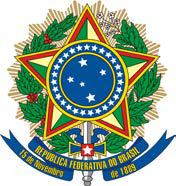 REPÚBLICA FEDERATIVA DO BRASIL
15 de Novembro
de 1889